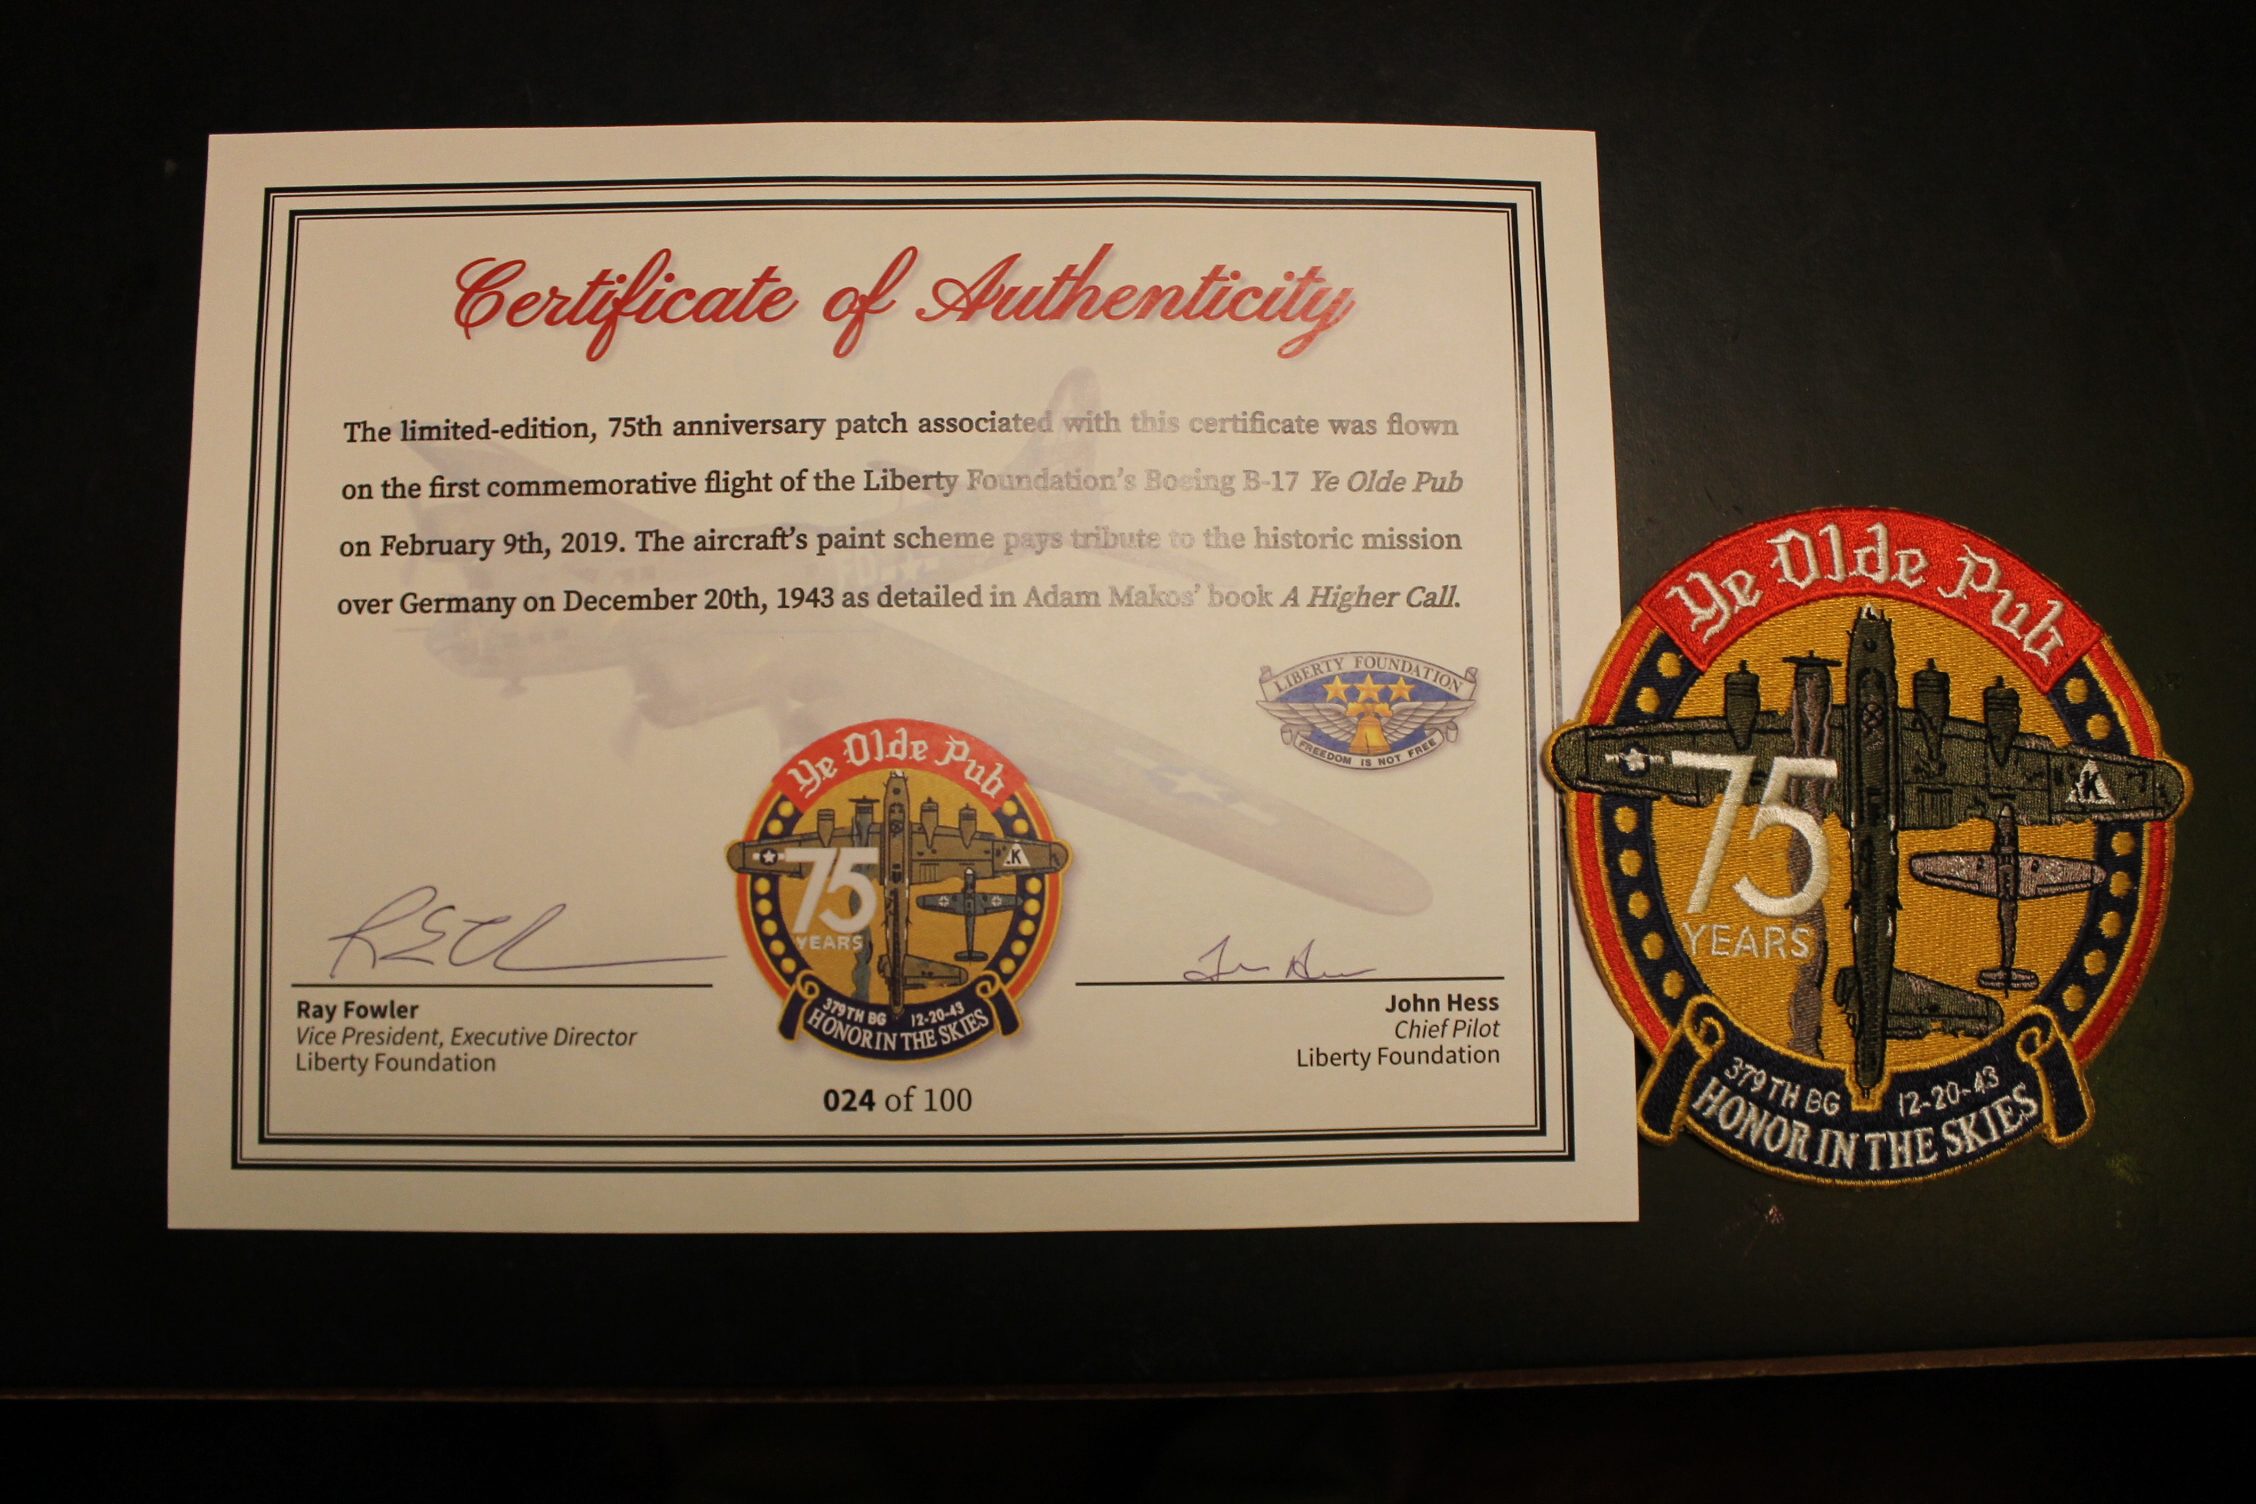 Certificate of Authenticity
The limited-edition, 75th anniversary patch associated with this certificate was flown
on the first commemorative flight of the Liberty Foundation's Boeing B-17 Ye Olde Pub
on February 9th, 2019. The aircraft's paint scheme pays tribute to the historic mission
over Germany on December 20th, 1943 as detailed in Adam Makos' book A Higher Call.
LIBERTY FOUNDATION
FREEDOM IS NOT FREE
Ye Olde Pub
K
75
YEARS
379TH BG 12-20-43
HONOR IN THE SKIES
Ray Fowler
Vice President, Executive Director
Liberty Foundation
John Hess
Chief Pilot
Liberty Foundation
024 of 100
Ye Olde Pub
K
75
YEARS
379TH BG 12-20-43
HONOR IN THE SKIES